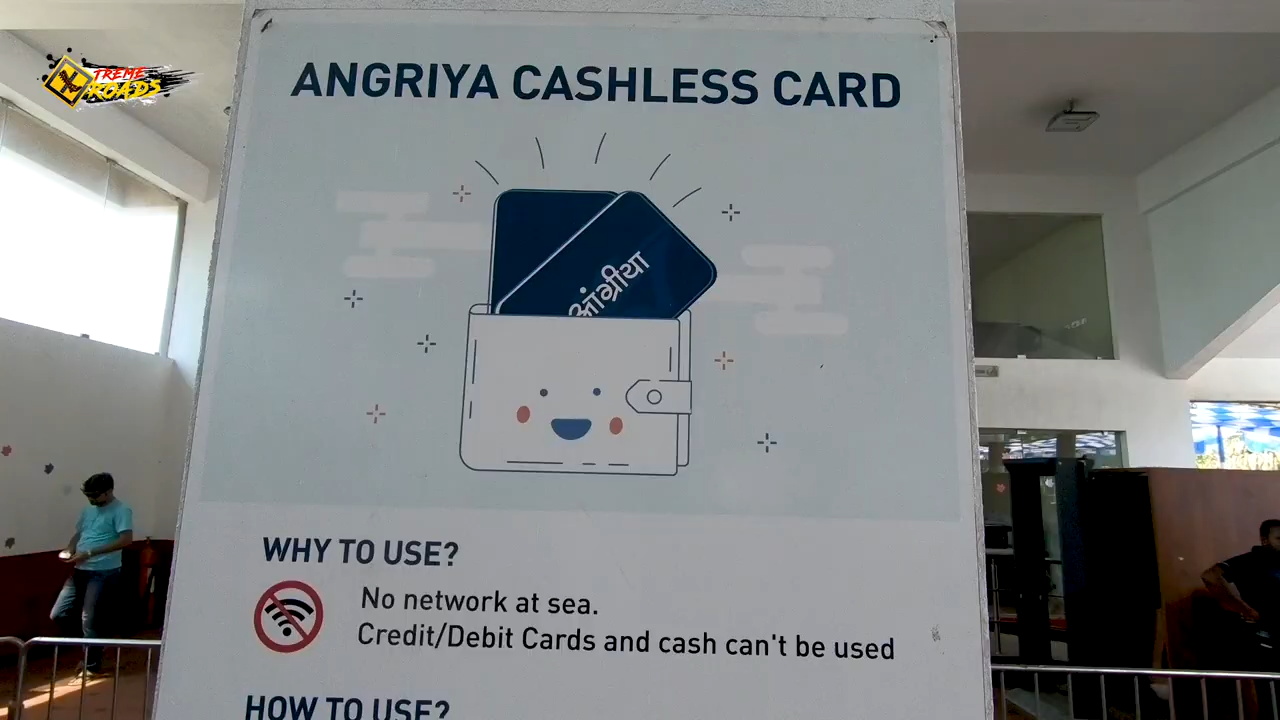 XTREME
ROADS
ANGRIYA CASHLESS CARD
आंग्रीया
WHY TO USE?
No network at sea.
Credit/Debit Cards and cash can't be used
HOW TO USE?